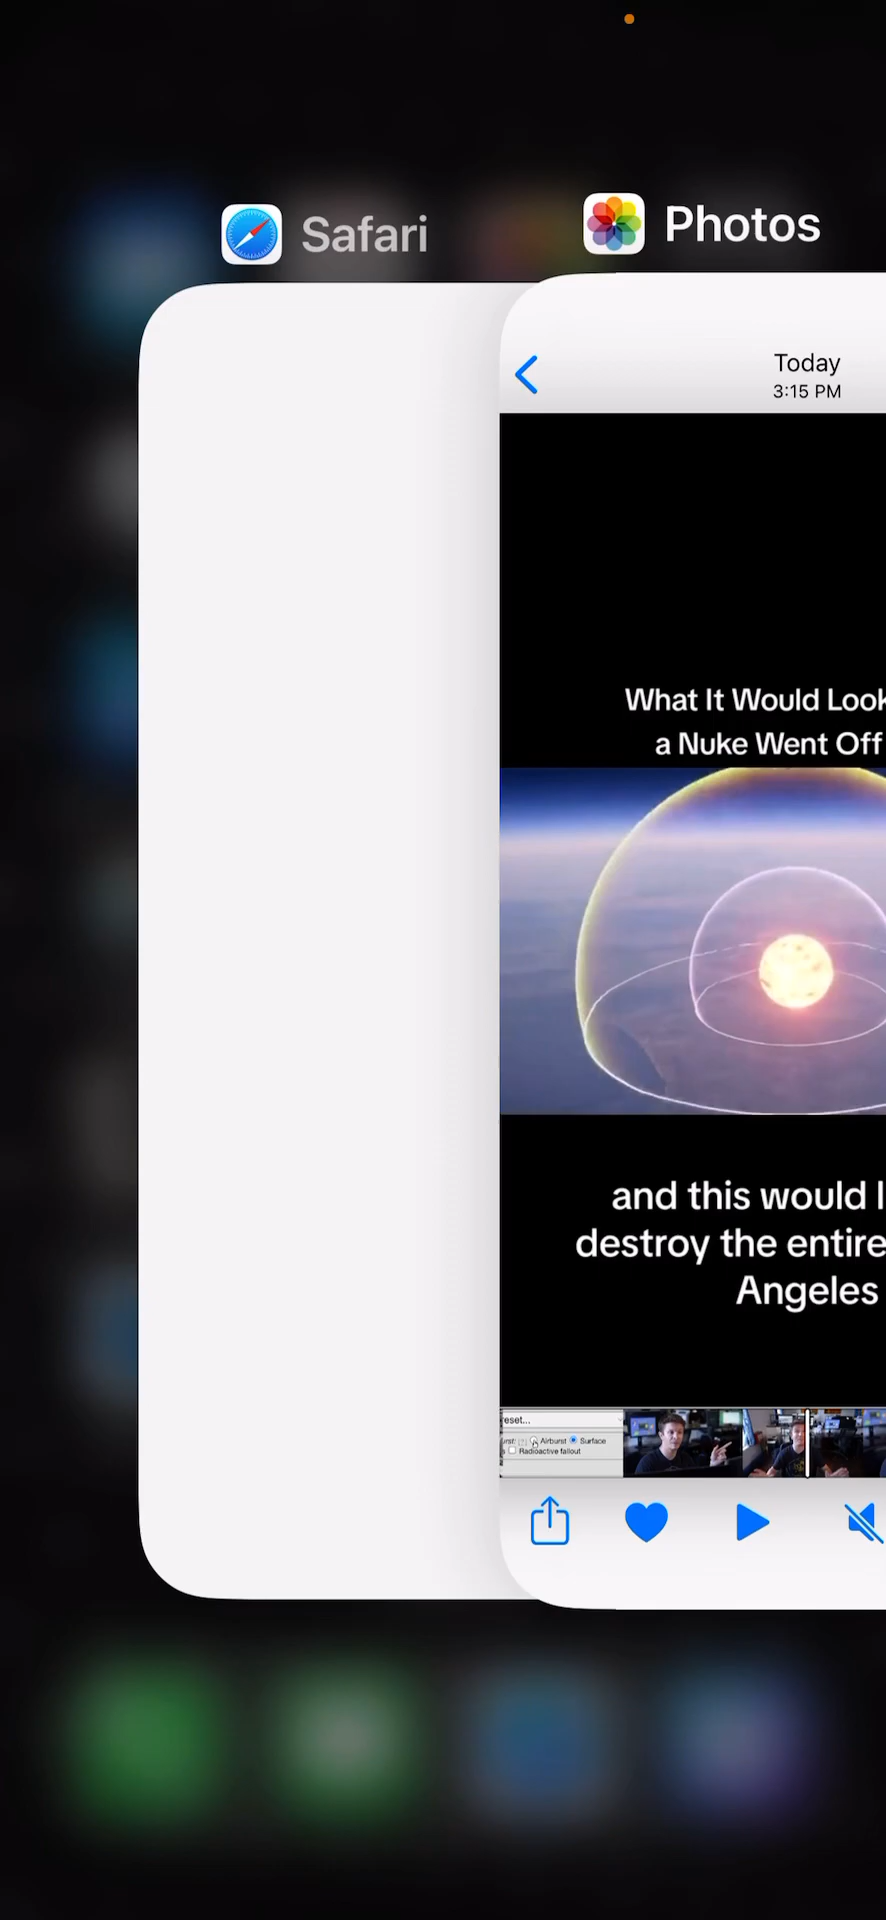 Safari
Photos
Today
3:15 PM
What It Would Look
a Nuke Went Off
and this would
destroy the entire
Angeles
eset...
Airburst Surface
Radioactive fallout